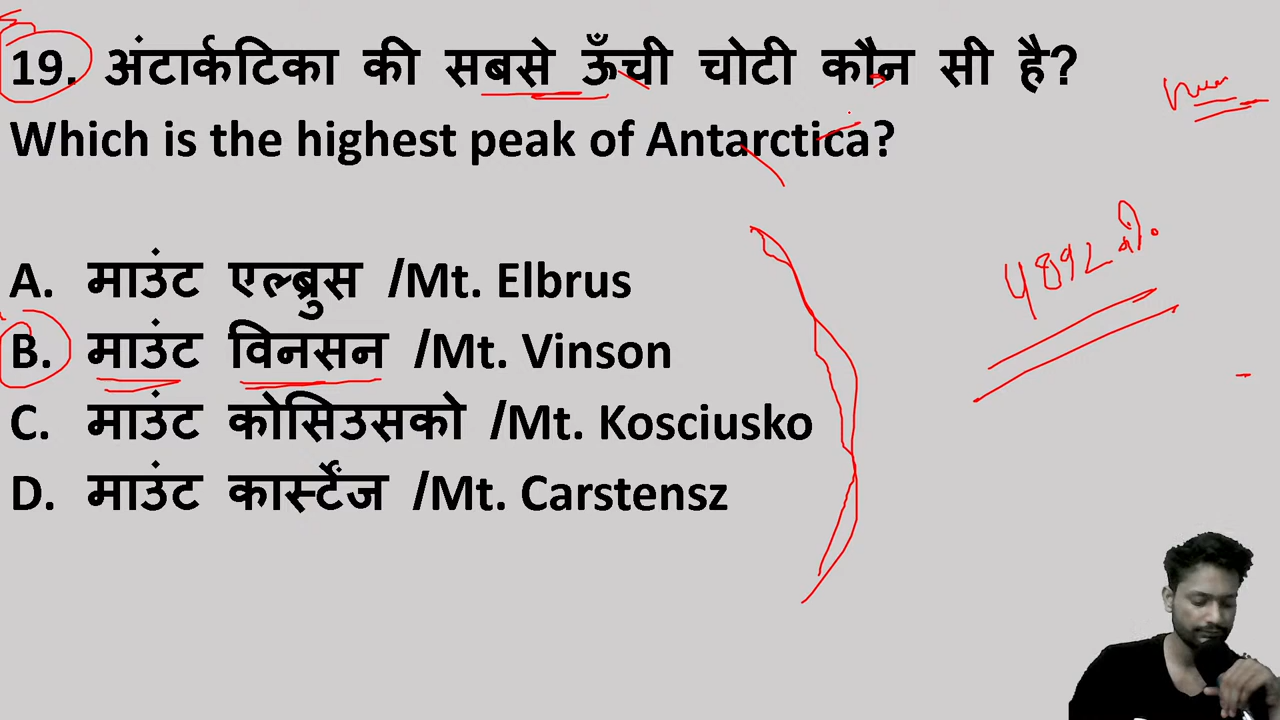 19. अंटार्कटिका की सबसे ऊँची चोटी कौन सी है?
Which is the highest peak of Antarctica?
4892 मी.
A. माउंट एल्ब्रुस /Mt. Elbrus
B. माउंट विनसन /Mt. Vinson
C. माउंट कोसिउसको /Mt. Kosciusko
D. माउंट कार्स्टेंज /Mt. Carstensz